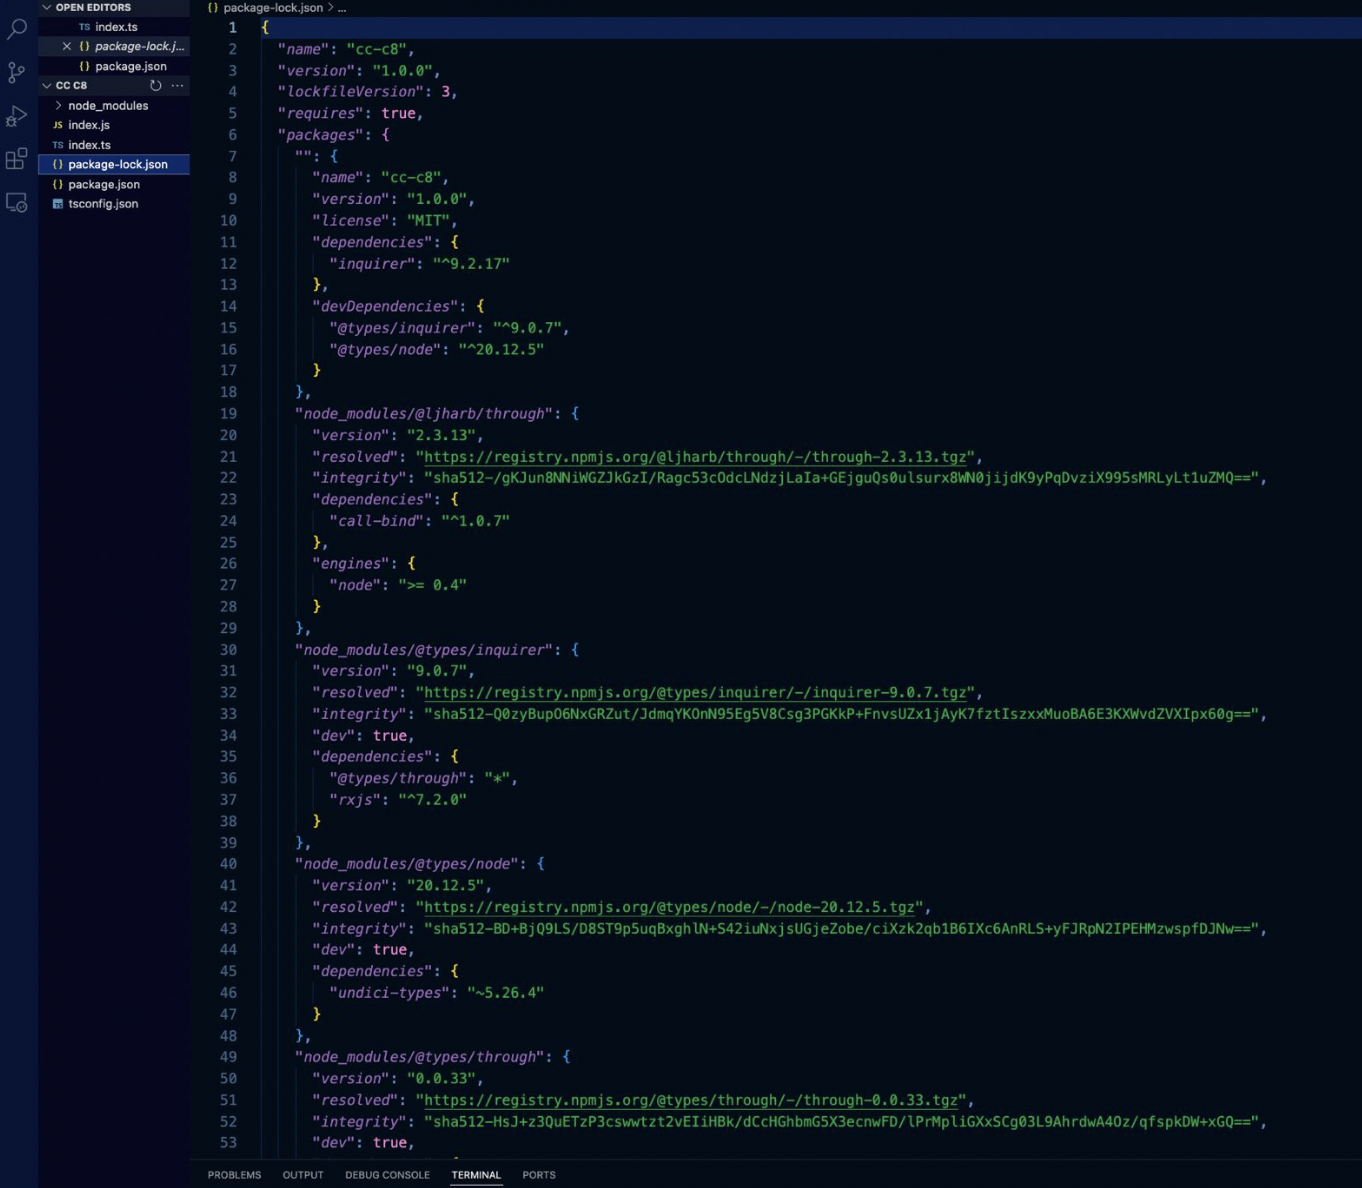 OPEN EDITORS
TS index.ts
{} package-lock.j...
{} package.json
CC C8
node_modules
JS index.js
TS index.ts
{} package-lock.json
{} package.json
tsconfig.json
{} package-lock.json > ...
1 {
2 "name": "cc-c8",
3 "version": "1.0.0",
4 "lockfileVersion": 3,
5 "requires": true,
6 "packages": {
7 "": {
8 "name": "cc-c8",
9 "version": "1.0.0",
10 "license": "MIT",
11 "dependencies": {
12 "inquirer": "^9.2.17"
13 },
14 "devDependencies": {
15 "@types/inquirer": "^9.0.7",
16 "@types/node": "^20.12.5"
17 }
18 },
19 "node_modules/@ljharb/through": {
20 "version": "2.3.13",
21 "resolved": "https://registry.npmjs.org/@ljharb/through/-/through-2.3.13.tgz",
22 "integrity": "sha512-/gKJun8NNiWGZJkGzI/Ragc53cOdcLNdzjLaIa+GEjguQs0ulsurx8WN0jijdK9yPqDvziX995sMRLyLt1uZMQ==",
23 "dependencies": {
24 "call-bind": "^1.0.7"
25 },
26 "engines": {
27 "node": ">= 0.4"
28 }
29 },
30 "node_modules/@types/inquirer": {
31 "version": "9.0.7",
32 "resolved": "https://registry.npmjs.org/@types/inquirer/-/inquirer-9.0.7.tgz",
33 "integrity": "sha512-Q0zyBupO6NxGRZut/JdmqYKOnN95Eg5V8Csg3PGKkP+FnvsUZx1jAyK7fztIszxxMuoBA6E3KXWvdZVXIpx60g==",
34 "dev": true,
35 "dependencies": {
36 "@types/through": "*",
37 "rxjs": "^7.2.0"
38 }
39 },
40 "node_modules/@types/node": {
41 "version": "20.12.5",
42 "resolved": "https://registry.npmjs.org/@types/node/-/node-20.12.5.tgz",
43 "integrity": "sha512-BD+BjQ9LS/D8ST9p5uqBxghlN+S42iuNxjsUGjeZobe/ciXzk2qb1B6IXc6AnRLS+yFJRpN2IPEHMzwspfDJNw==",
44 "dev": true,
45 "dependencies": {
46 "undici-types": "~5.26.4"
47 }
48 },
49 "node_modules/@types/through": {
50 "version": "0.0.33",
51 "resolved": "https://registry.npmjs.org/@types/through/-/through-0.0.33.tgz",
52 "integrity": "sha512-HsJ+z3QuETzP3cswwtzt2vEIiHBk/dCcHGhbmG5X3ecnwFD/lPrMpliGXxSCg03L9AhrdwA4Oz/qfspkDW+xGQ==",
53 "dev": true,
PROBLEMS OUTPUT DEBUG CONSOLE TERMINAL PORTS